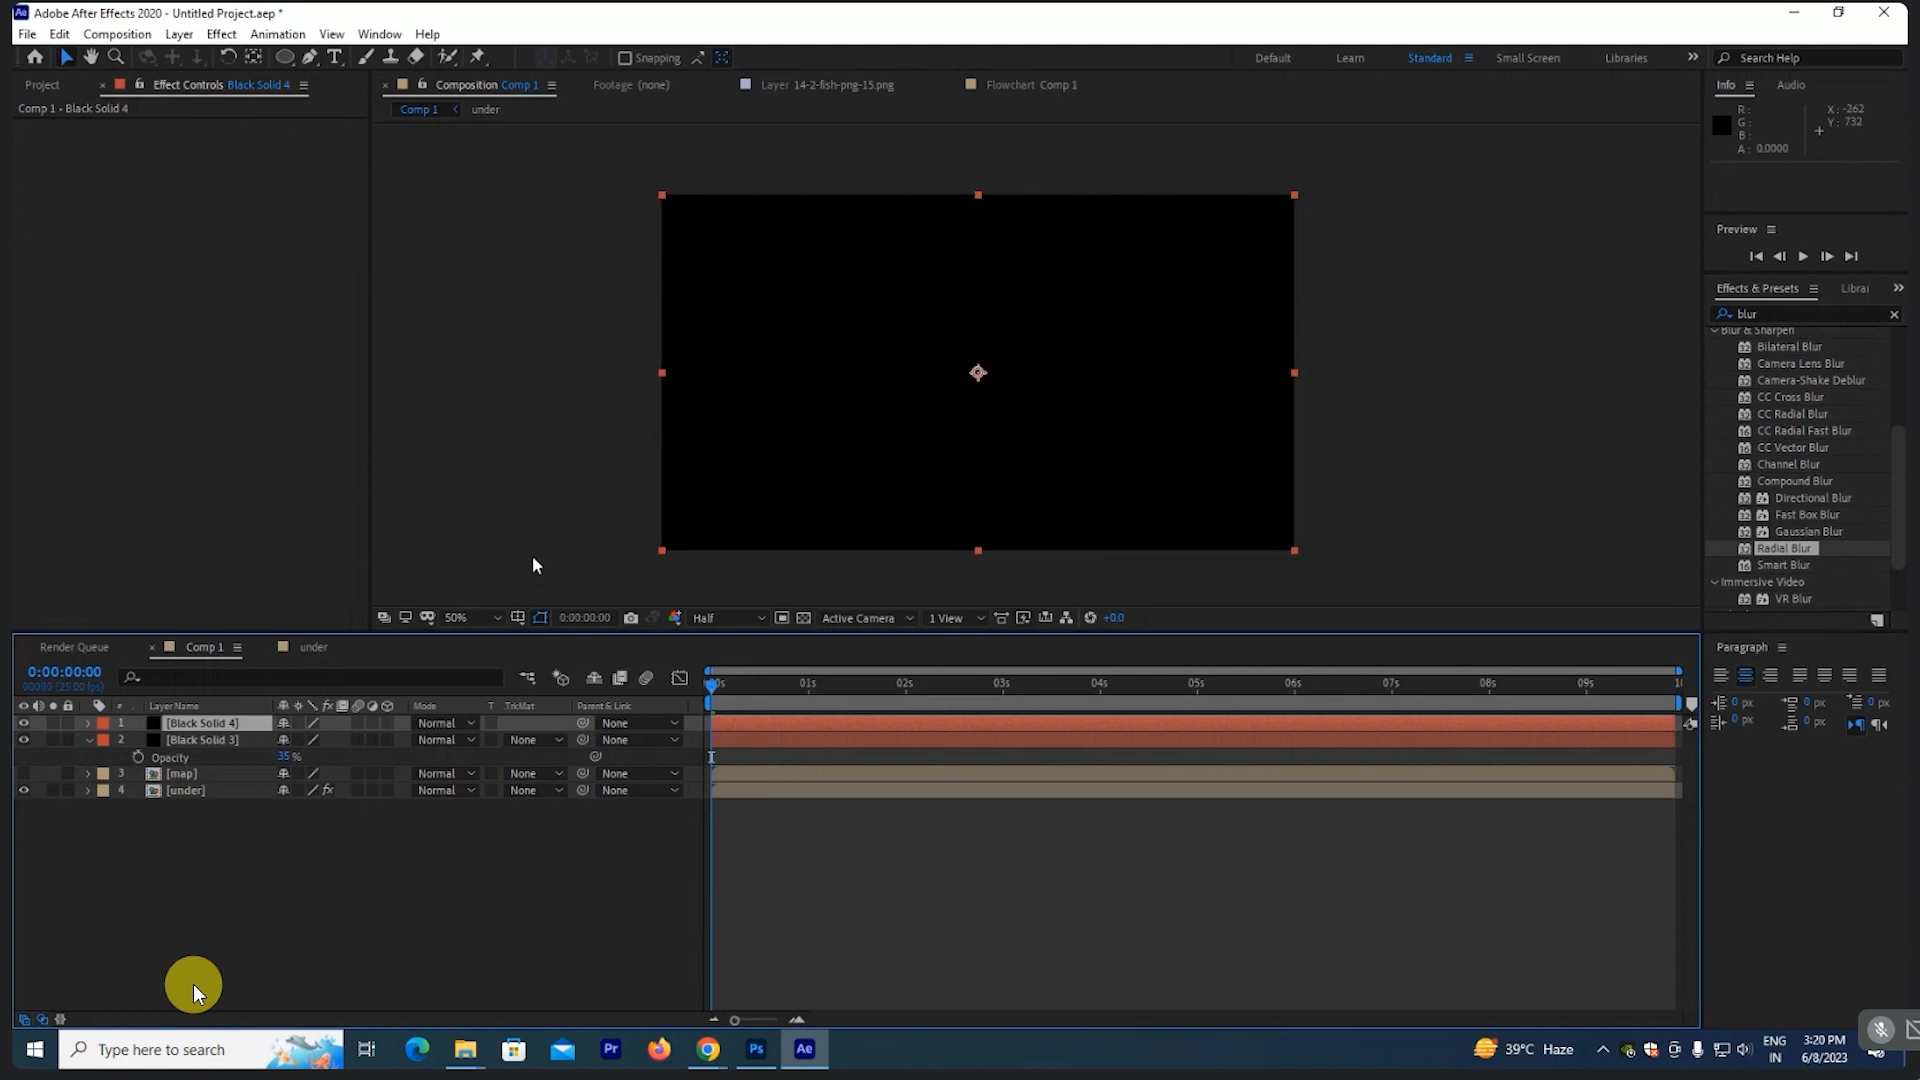 Adobe After Effects 2020 - Untitled Project.aep *
File Edit Composition Layer Effect Animation View Window Help
Snapping
Default Learn Standard Small Screen Libraries
Search Help
Project
Effect Controls Black Solid 4
Composition Comp 1
Footage (none)
Layer 14-2-fish-png-15.png
Flowchart Comp 1
Info
Audio
Comp 1 • Black Solid 4
Comp 1
under
R :
G :
B :
A : 0.0000
X : -262
Y : 732
Preview
Effects & Presets
Librai
blur
Blur & Sharpen
Bilateral Blur
Camera Lens Blur
Camera-Shake Deblur
CC Cross Blur
CC Radial Blur
CC Radial Fast Blur
CC Vector Blur
Channel Blur
Compound Blur
Directional Blur
Fast Box Blur
Gaussian Blur
Radial Blur
Smart Blur
Immersive Video
VR Blur
50%
0:00:00:00
Half
Active Camera
1 View
+0.0
Render Queue
Comp 1
under
Paragraph
0:00:00:00
00000 (25.00 fps)
01s 02s 03s 04s 05s 06s 07s 08s 09s
# Layer Name Mode T .TrkMat Parent & Link
1 [Black Solid 4] Normal None
2 [Black Solid 3] Normal None None
Opacity 35 %
3 [map] Normal None None
4 [under] Normal None None
0 px 0 px 0 px
0 px 0 px
Type here to search
Pr
Ps
Ae
39°C Haze
ENG
IN
3:20 PM
6/8/2023